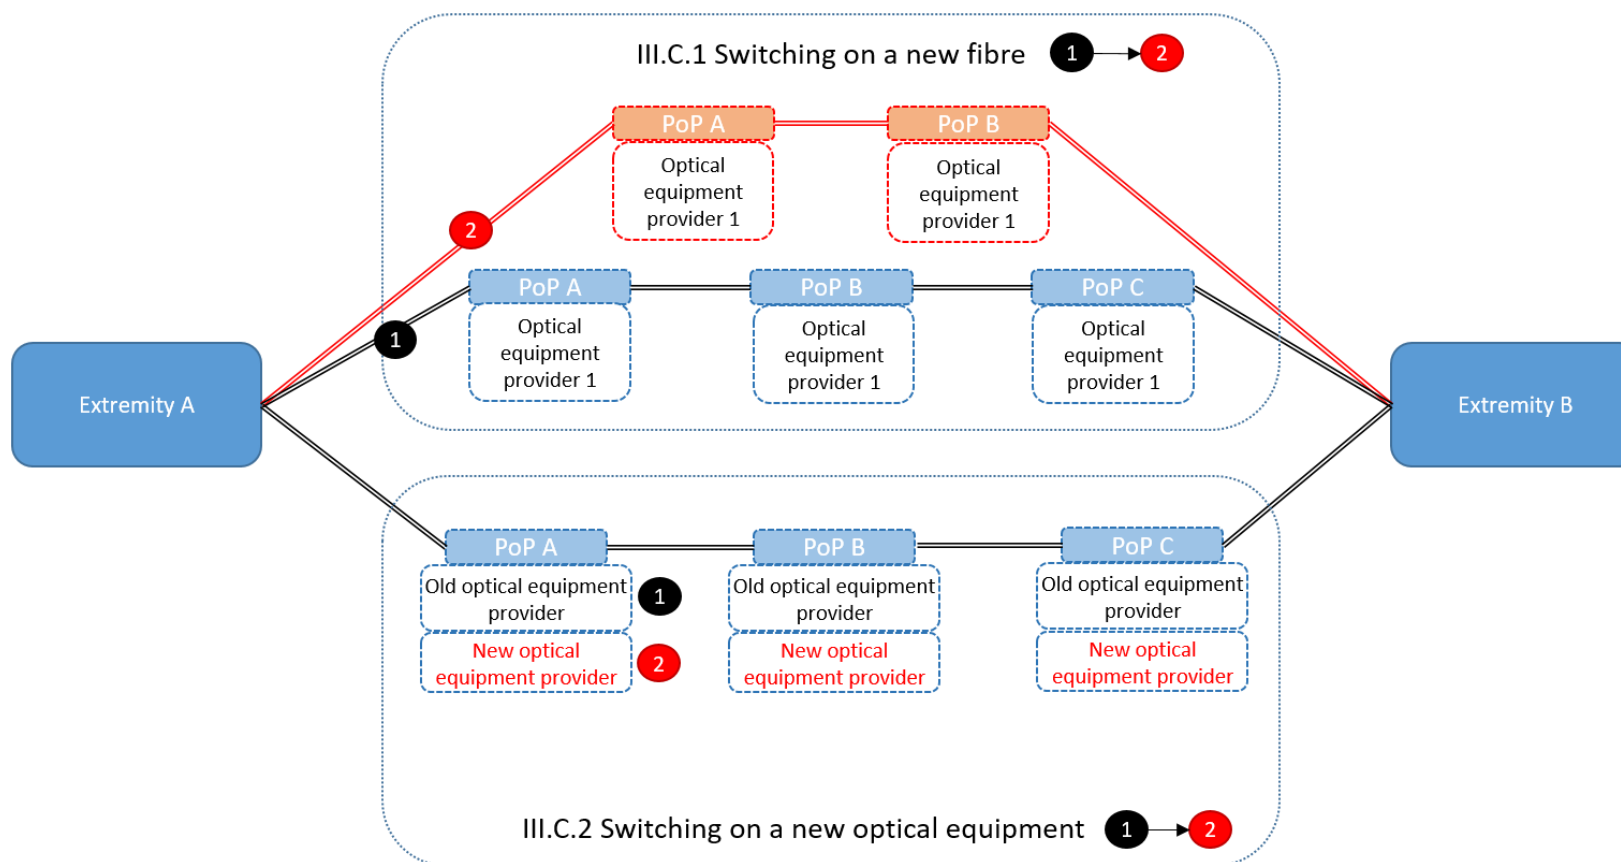 III.C.1 Switching on a new fibre 1 2
PoP A
PoP B
Optical
equipment
provider 1
Optical
equipment
provider 1
2
PoP A
PoP B
PoP C
Optical
equipment
provider 1
Optical
equipment
provider 1
Optical
equipment
provider 1
1
Extremity A
Extremity B
PoP A
PoP B
PoP C
Old optical equipment
provider
1
Old optical equipment
provider
Old optical equipment
provider
New optical
equipment provider
2
New optical
equipment provider
New optical
equipment provider
III.C.2 Switching on a new optical equipment 1 2